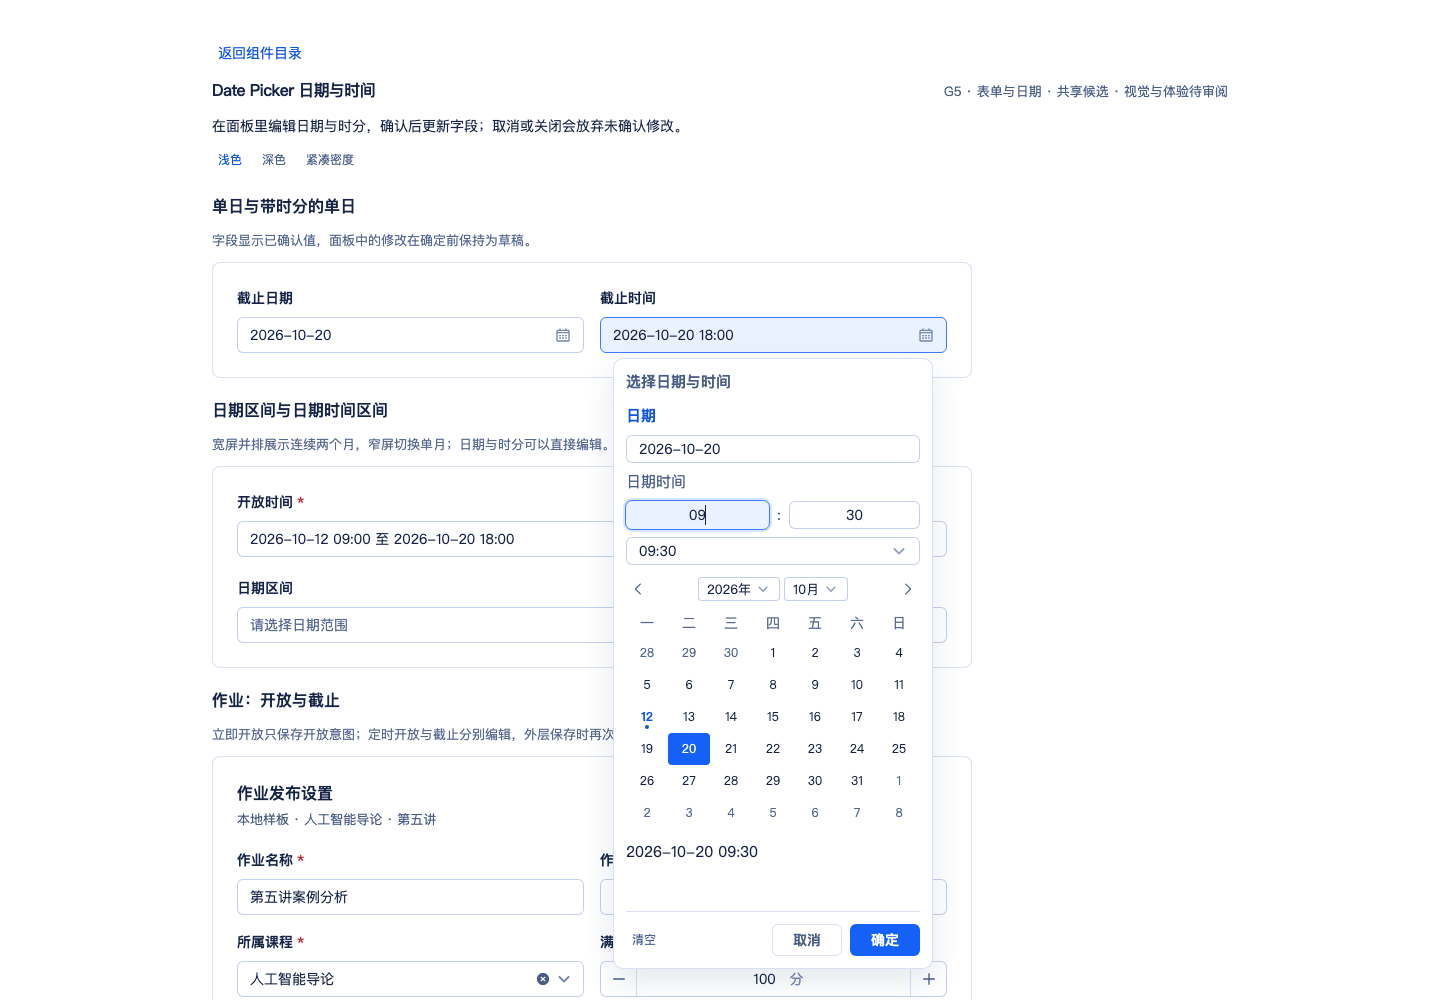 返回组件目录
Date Picker 日期与时间
G5 · 表单与日期 · 共享候选 · 视觉与体验待审阅
在面板里编辑日期与时分，确认后更新字段；取消或关闭会放弃未确认修改。
浅色 深色 紧凑密度
单日与带时分的单日
字段显示已确认值，面板中的修改在确定前保持为草稿。
截止日期 截止时间
2026-10-20 2026-10-20 18:00
日期区间与日期时间区间
宽屏并排展示连续两个月，窄屏切换单月；日期与时分可以直接编辑。
开放时间 *
2026-10-12 09:00 至 2026-10-20 18:00
日期区间
请选择日期范围
作业：开放与截止
立即开放只保存开放意图；定时开放与截止分别编辑，外层保存时再次
作业发布设置
本地样板 · 人工智能导论 · 第五讲
作业名称 * 作
第五讲案例分析
所属课程 * 满
人工智能导论
100 分
选择日期与时间
日期
2026-10-20
日期时间
09 : 30
09:30
2026年 10月
一 二 三 四 五 六 日
28 29 30 1 2 3 4
5 6 7 8 9 10 11
12 13 14 15 16 17 18
19 20 21 22 23 24 25
26 27 28 29 30 31 1
2 3 4 5 6 7 8
2026-10-20 09:30
清空 取消 确定